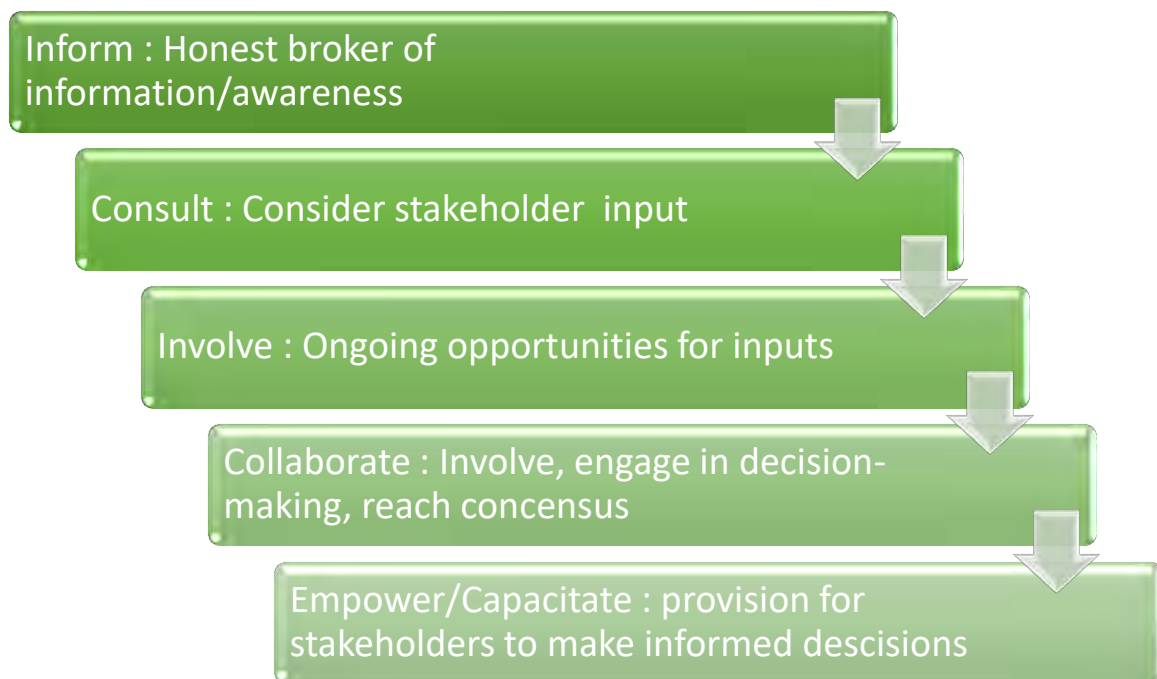 Inform : Honest broker of
information/awareness
Consult : Consider stakeholder  input
Involve : Ongoing opportunities for inputs
Collaborate : Involve, engage in decision-
making, reach concensus
Empower/Capacitate : provision for
stakeholders to make informed descisions